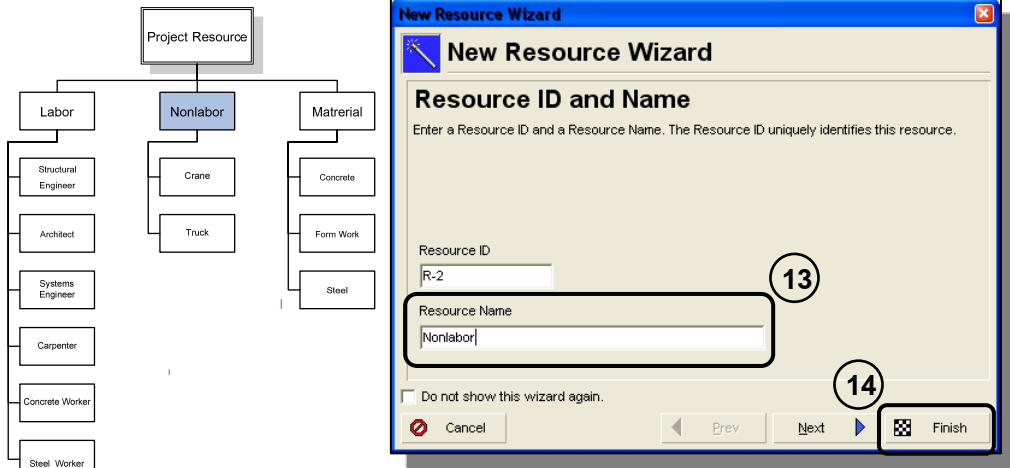 Project Resource
Labor
Nonlabor
Matrerial
Structural
Engineer
Crane
Concrete
Architect
Truck
Form Work
Systems
Engineer
Steel
Carpenter
Concrete Worker
Steel Worker
New Resource Wizard
New Resource Wizard
Resource ID and Name
Enter a Resource ID and a Resource Name. The Resource ID uniquely identifies this resource.
Resource ID
R-2
13
Resource Name
Nonlabor
14
Do not show this wizard again.
Cancel
Prev
Next
Finish